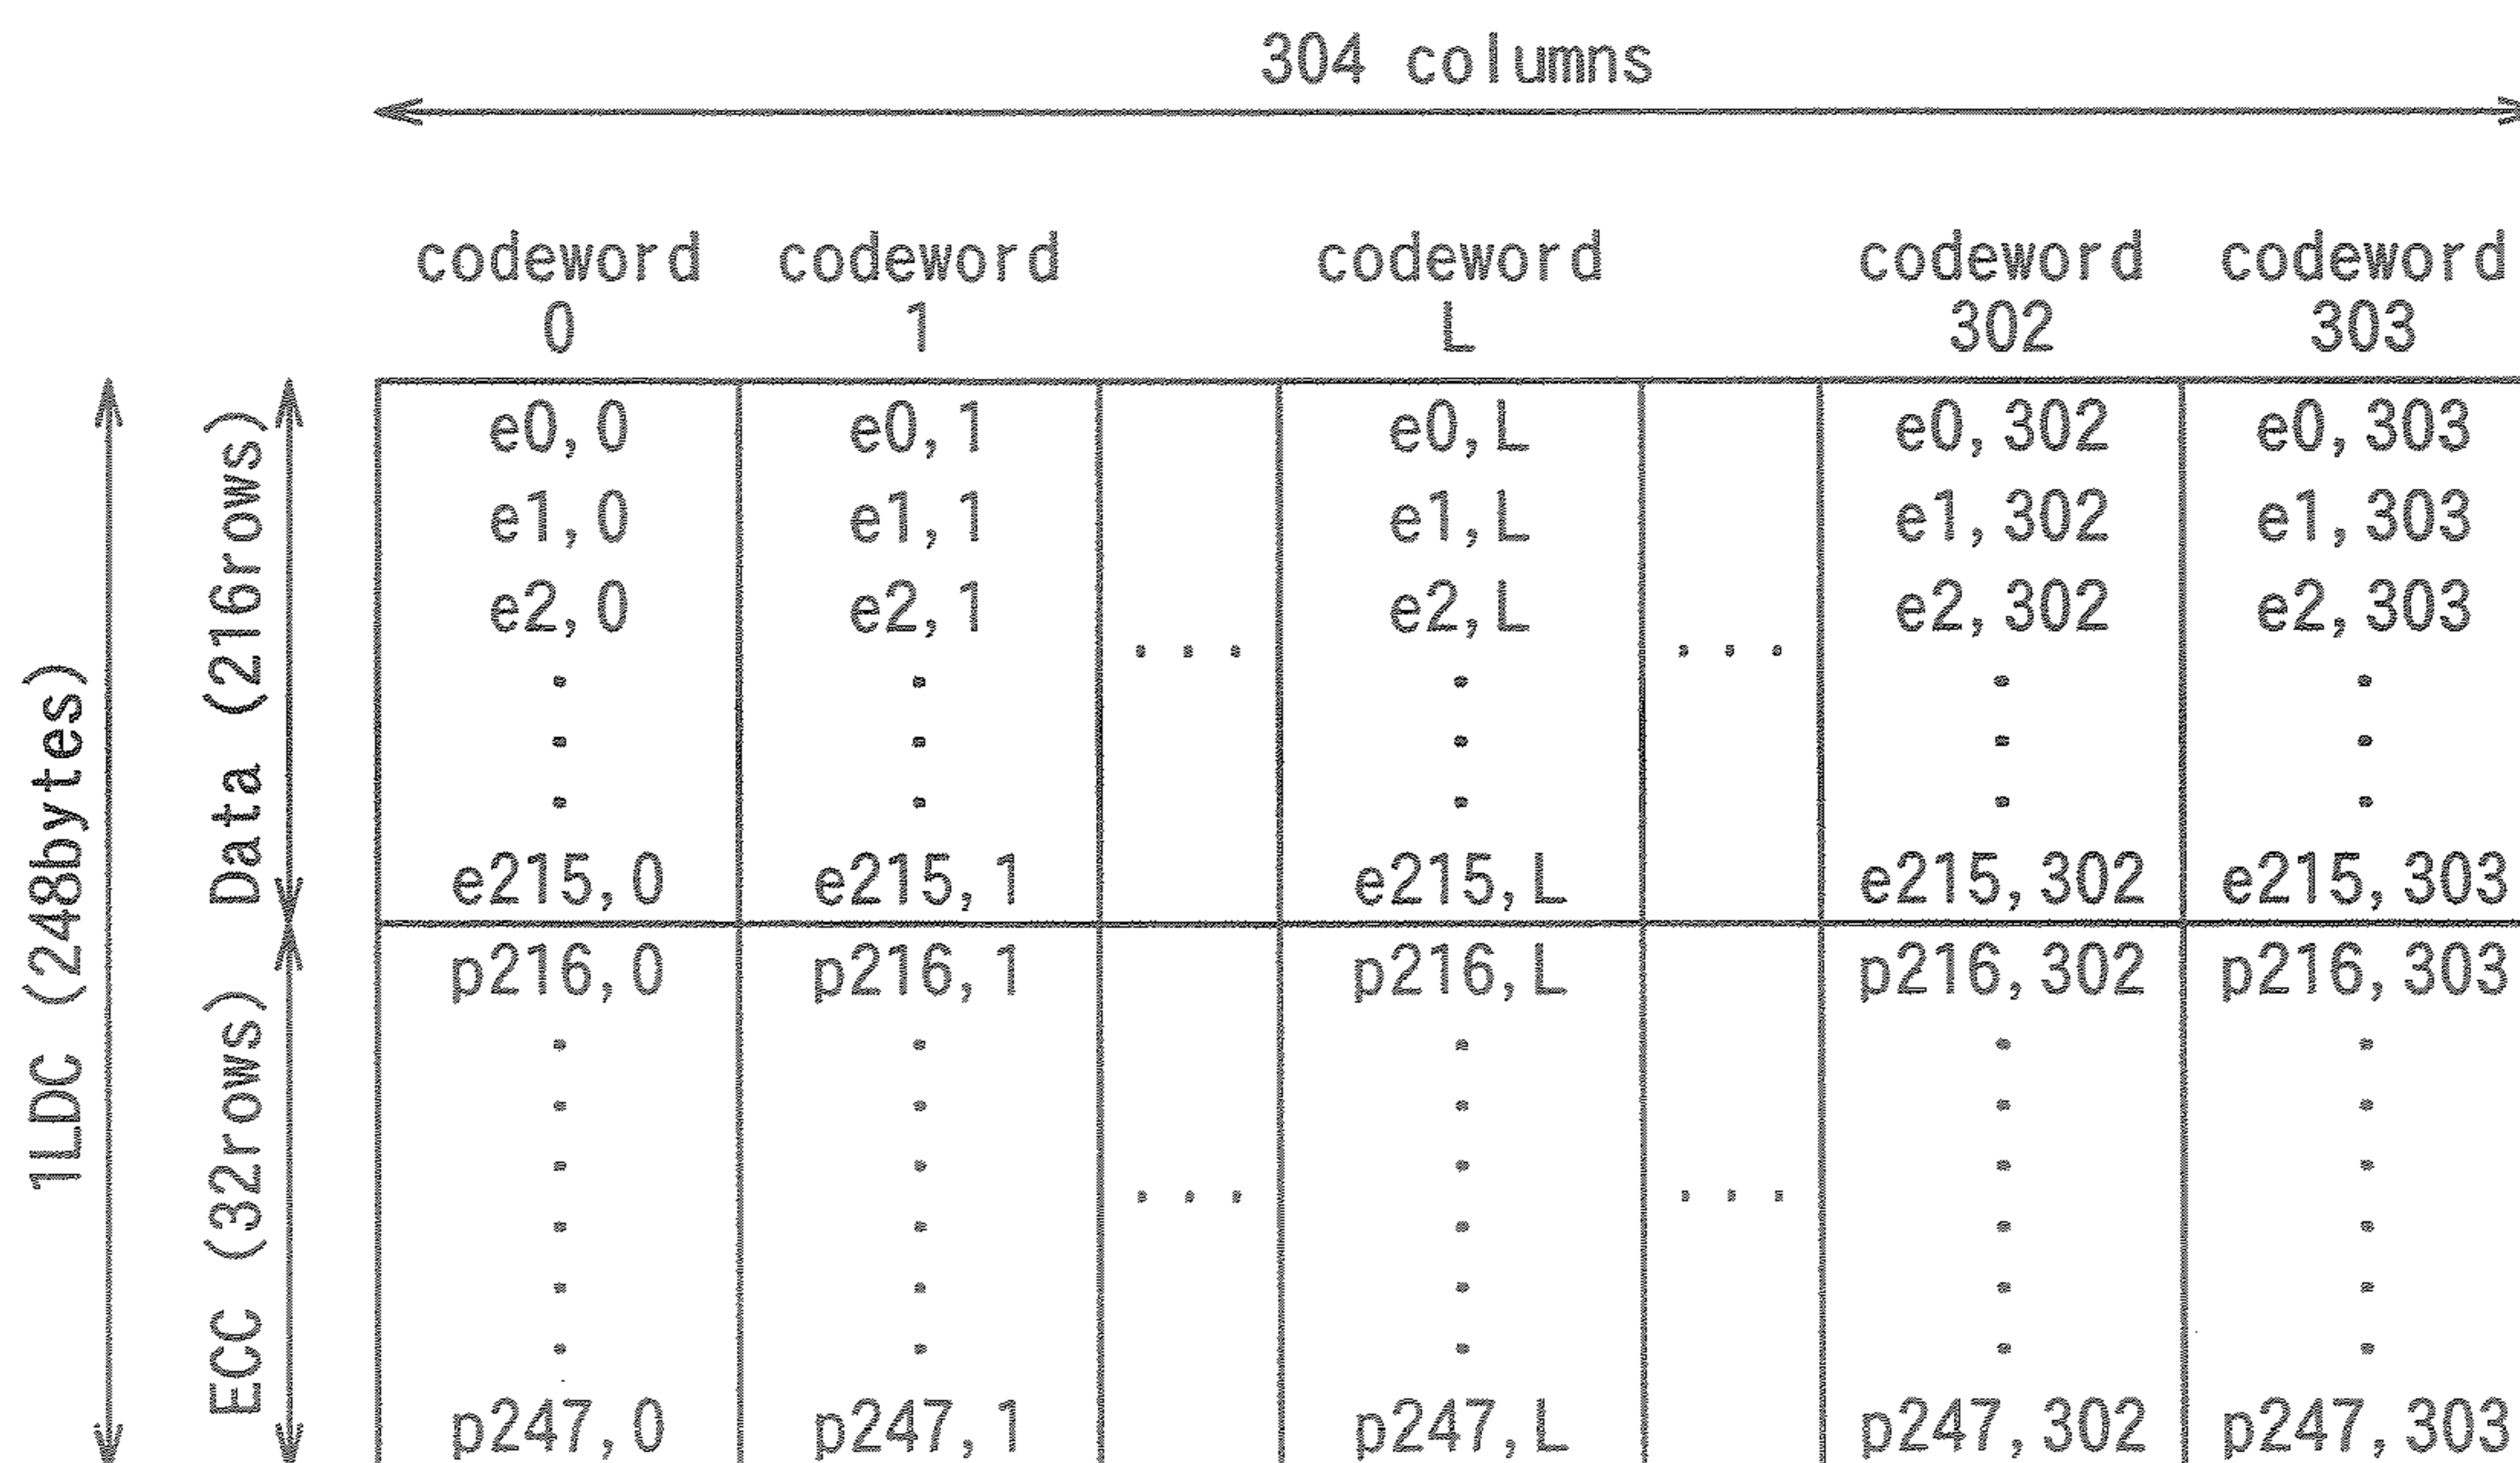 304 columns
codeword 0
codeword 1
codeword L
codeword 302
codeword 303
1LDC (248bytes)
Data (216rows)
ECC (32rows)
e0,0 e0,1 e0,L e0,302 e0,303
e1,0 e1,1 e1,L e1,302 e1,303
e2,0 e2,1 ... e2,L ... e2,302 e2,303
e215,0 e215,1 e215,L e215,302 e215,303
p216,0 p216,1 p216,L p216,302 p216,303
... ...
p247,0 p247,1 p247,L p247,302 p247,303